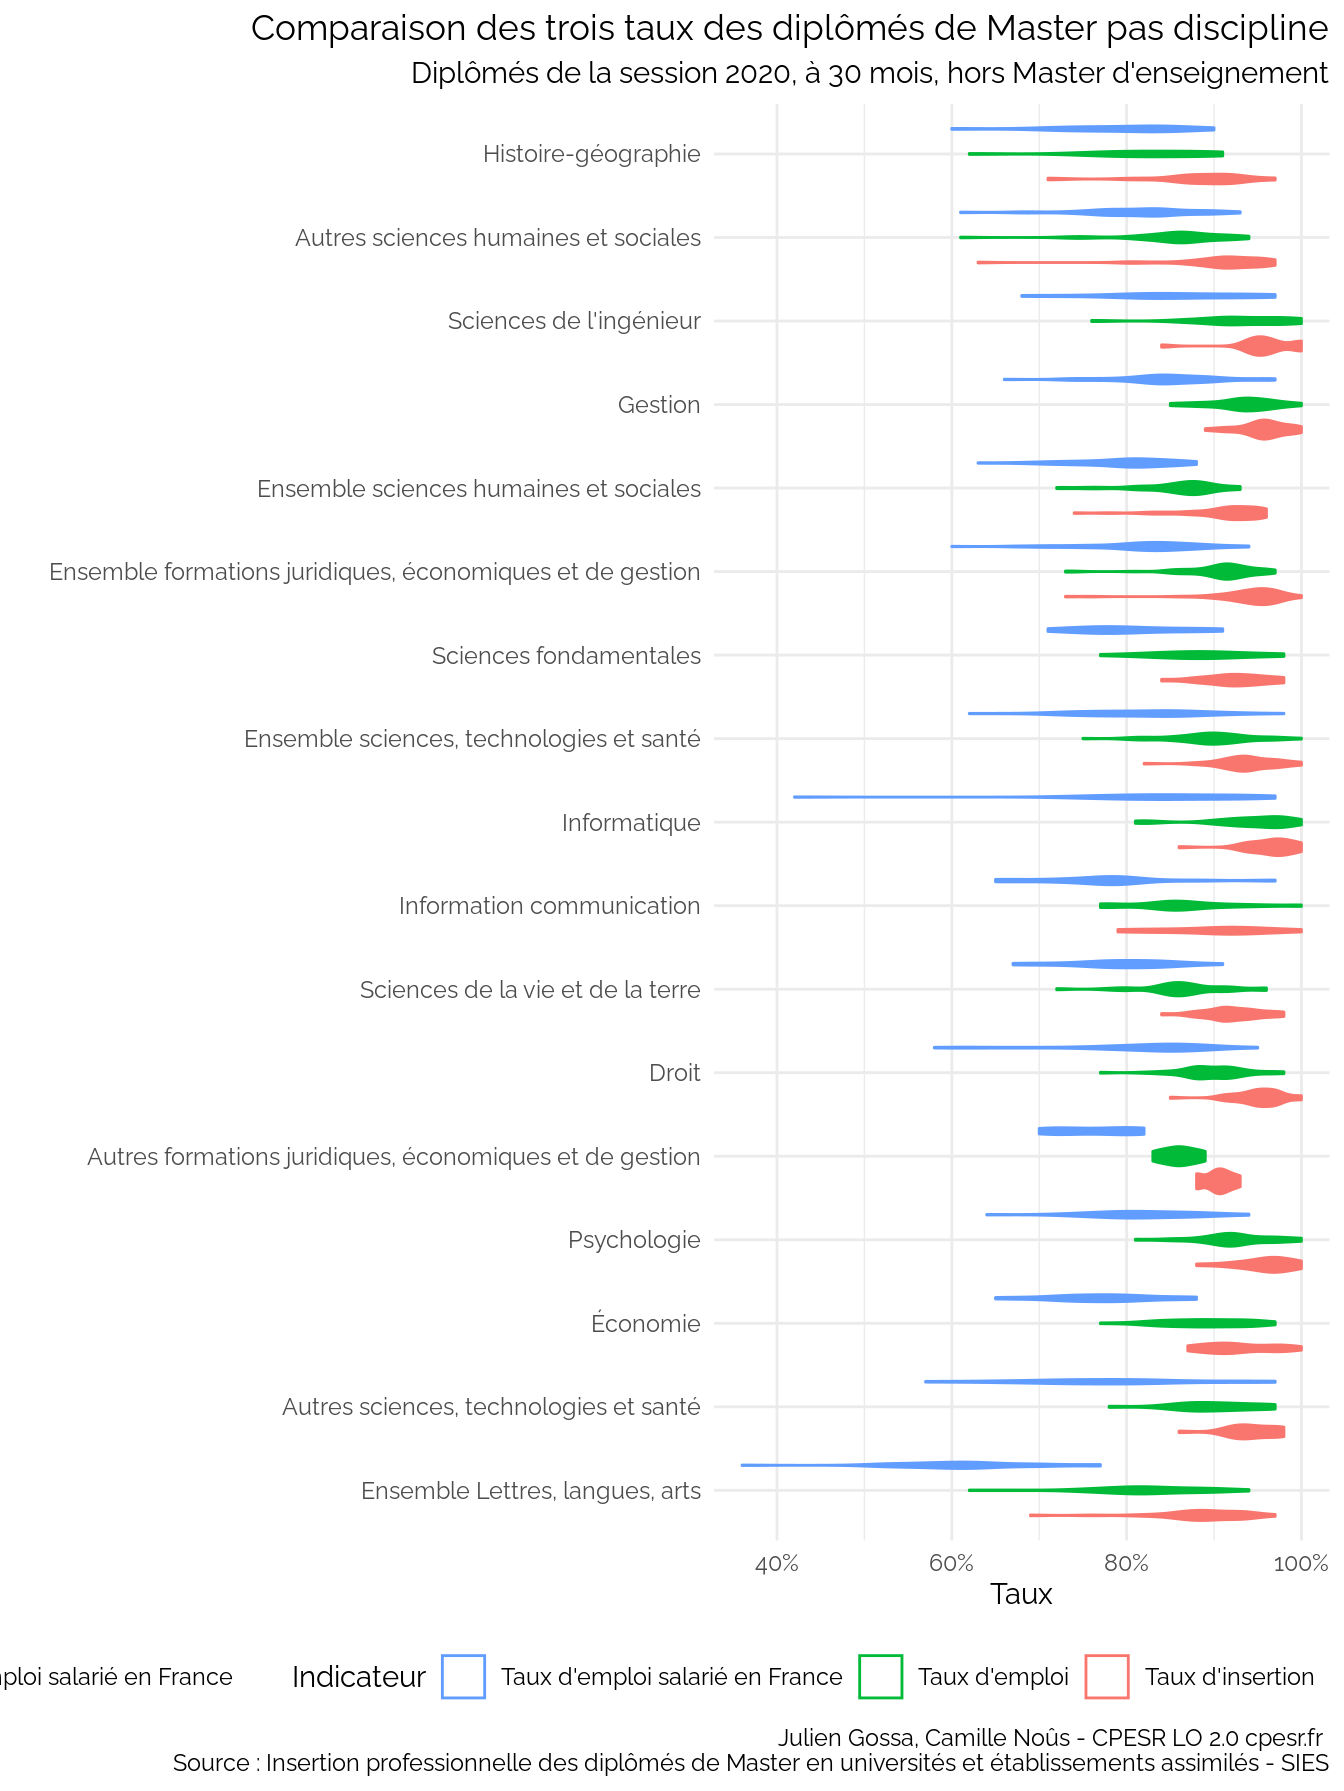 Comparaison des trois taux des diplômés de Master pas discipline
Diplômés de la session 2020, à 30 mois, hors Master d'enseignement
Histoire-géographie
Autres sciences humaines et sociales
Sciences de l'ingénieur
Gestion
Ensemble sciences humaines et sociales
Ensemble formations juridiques, économiques et de gestion
Sciences fondamentales
Ensemble sciences, technologies et santé
Informatique
Information communication
Sciences de la vie et de la terre
Droit
Autres formations juridiques, économiques et de gestion
Psychologie
Économie
Autres sciences, technologies et santé
Ensemble Lettres, langues, arts
40% 60% 80% 100%
Taux
salarié en France Indicateur Taux d'emploi salarié en France Taux d'emploi Taux d'insertion
Julien Gossa, Camille Noûs - CPESR LO 2.0 cpesr.fr
Source : Insertion professionnelle des diplômés de Master en universités et établissements assimilés - SIES